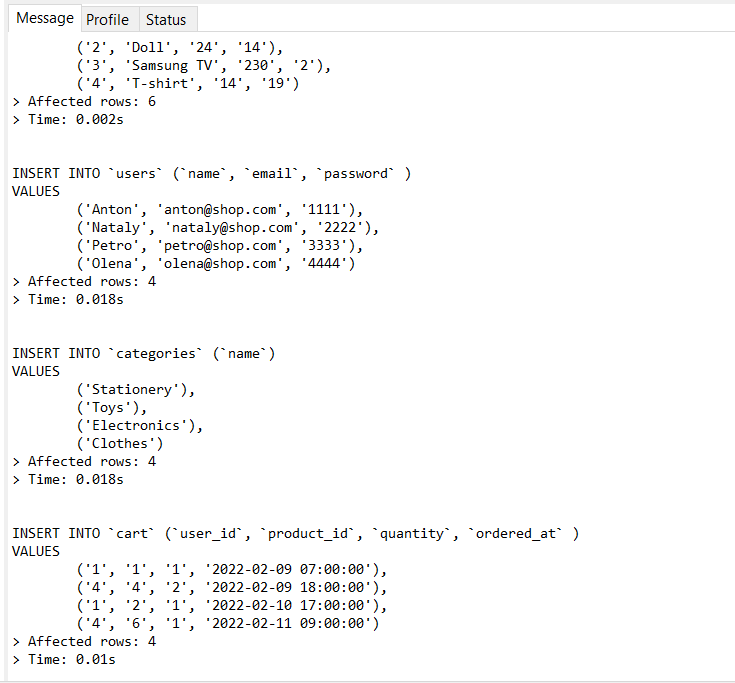 Message Profile Status
('2', 'Doll', '24', '14'),
('3', 'Samsung TV', '230', '2'),
('4', 'T-shirt', '14', '19')
> Affected rows: 6
> Time: 0.002s
INSERT INTO `users` (`name`, `email`, `password` )
VALUES
('Anton', 'anton@shop.com', '1111'),
('Nataly', 'nataly@shop.com', '2222'),
('Petro', 'petro@shop.com', '3333'),
('Olena', 'olena@shop.com', '4444')
> Affected rows: 4
> Time: 0.018s
INSERT INTO `categories` (`name`)
VALUES
('Stationery'),
('Toys'),
('Electronics'),
('Clothes')
> Affected rows: 4
> Time: 0.018s
INSERT INTO `cart` (`user_id`, `product_id`, `quantity`, `ordered_at` )
VALUES
('1', '1', '1', '2022-02-09 07:00:00'),
('4', '4', '2', '2022-02-09 18:00:00'),
('1', '2', '1', '2022-02-10 17:00:00'),
('4', '6', '1', '2022-02-11 09:00:00')
> Affected rows: 4
> Time: 0.01s